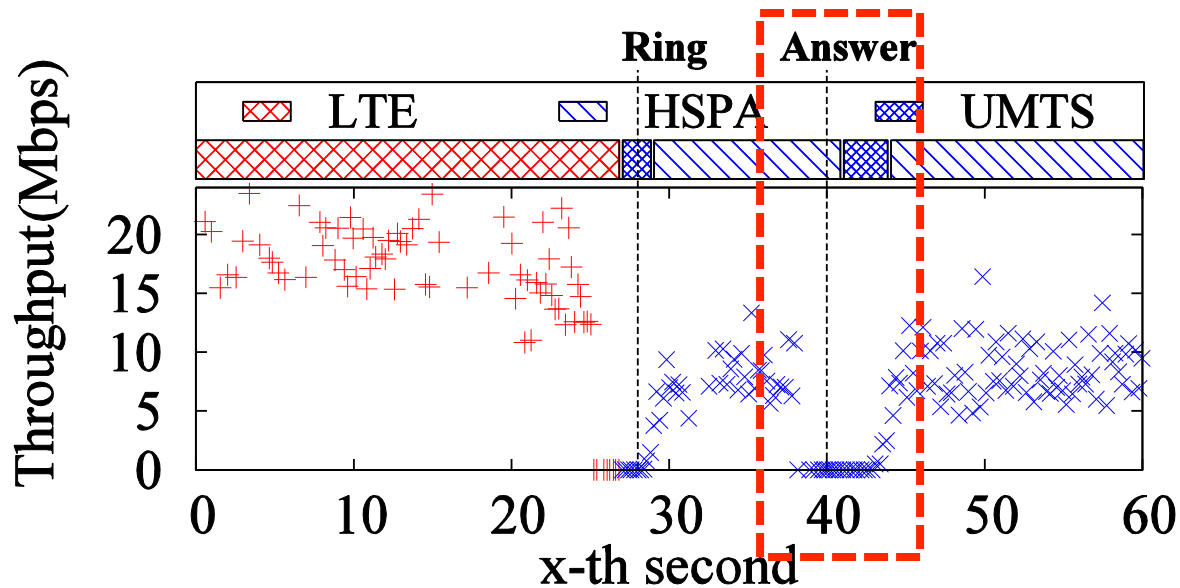 Ring Answer
LTE HSPA UMTS
Throughput(Mbps)
20
15
10
5
0
0 10 20 30 40 50 60
x-th second